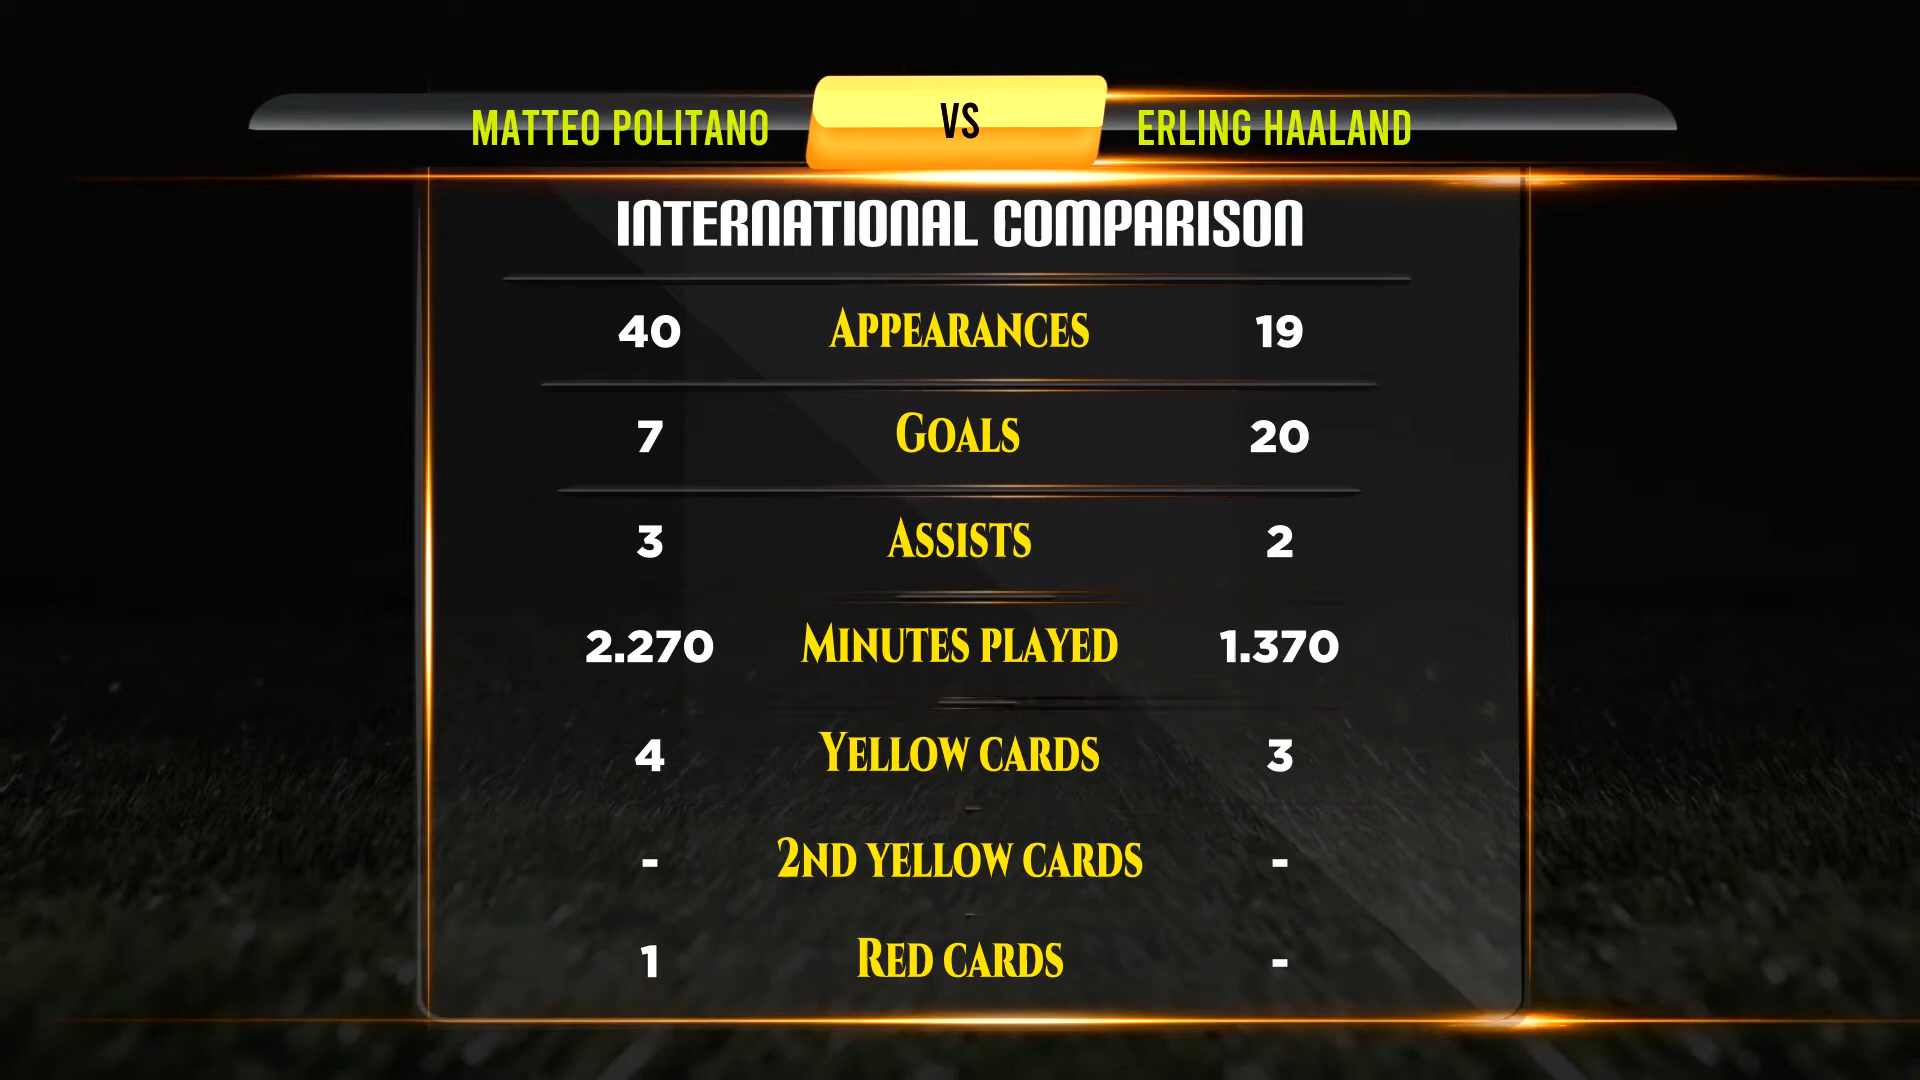 MATTEO POLITANO VS ERLING HAALAND
INTERNATIONAL COMPARISON
40 APPEARANCES 19
7 GOALS 20
3 ASSISTS 2
2.270 MINUTES PLAYED 1.370
4 YELLOW CARDS 3
- 2ND YELLOW CARDS -
1 RED CARDS -